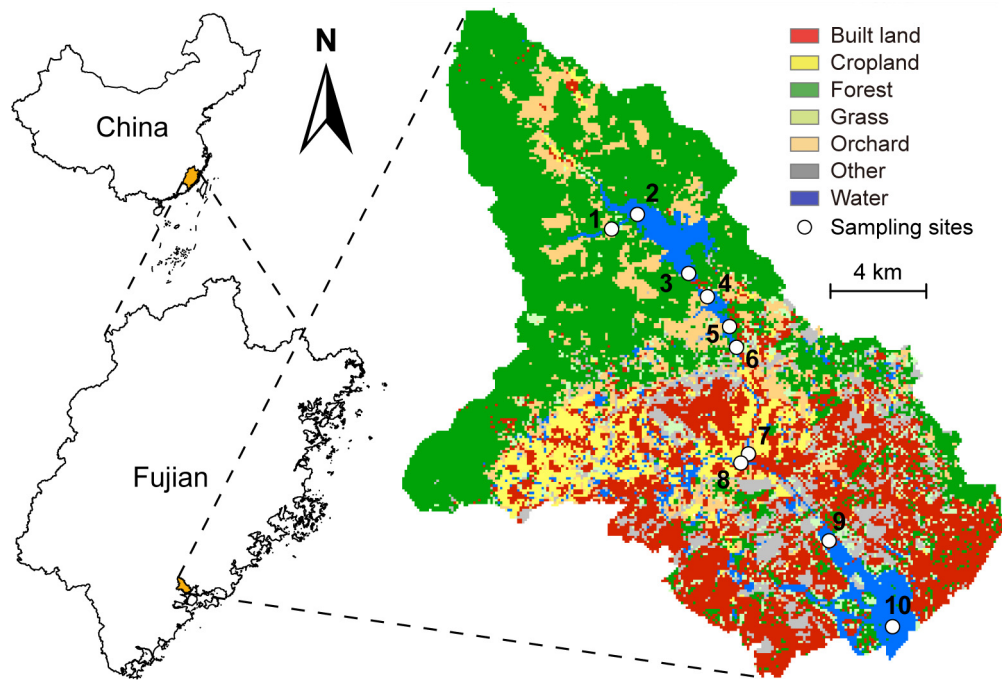 N
China
Fujian
Built land
Cropland
Forest
Grass
Orchard
Other
Water
Sampling sites
4 km
1
2
3
4
5
6
7
8
9
10